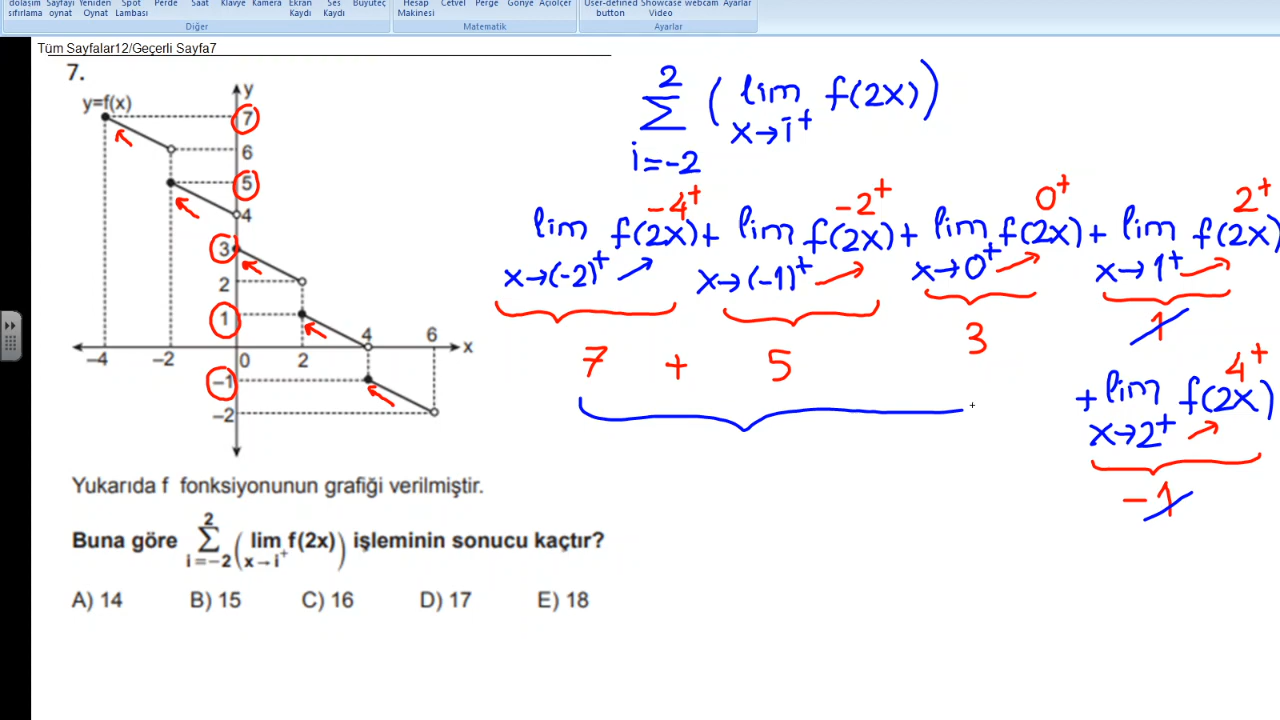 dolaşım Sayfayı Yeniden Spot Perde Saat Klavye Kamera Ekran Ses Büyüteç Hesap Cetvel Pergel Gönye Açıölçer User-defined Showcase webcam Ayarlar
sıfırlama oynat Oynat Lambası Kaydı Kaydı Makinesi button Video
Diğer Matematik Ayarlar
Tüm Sayfalar12/Geçerli Sayfa7
7.
y=f(x)
y
7
6
5
4
3
2
1
-1
-2
-4 -2 0 2 4 6 x
2
∑ ( lim f(2x) )
i=-2 x→i⁺
-4⁺ -2⁺ 0⁺ 2⁺
lim f(2x) + lim f(2x) + lim f(2x) + lim f(2x)
x→(-2)⁺ x→(-1)⁺ x→0⁺ x→1⁺
7 + 5 3 1
4⁺
+ lim f(2x)
x→2⁺
-1
Yukarıda f fonksiyonunun grafiği verilmiştir.
2
Buna göre ∑ ( lim f(2x) ) işleminin sonucu kaçtır?
i=-2 x→i⁺
A) 14 B) 15 C) 16 D) 17 E) 18